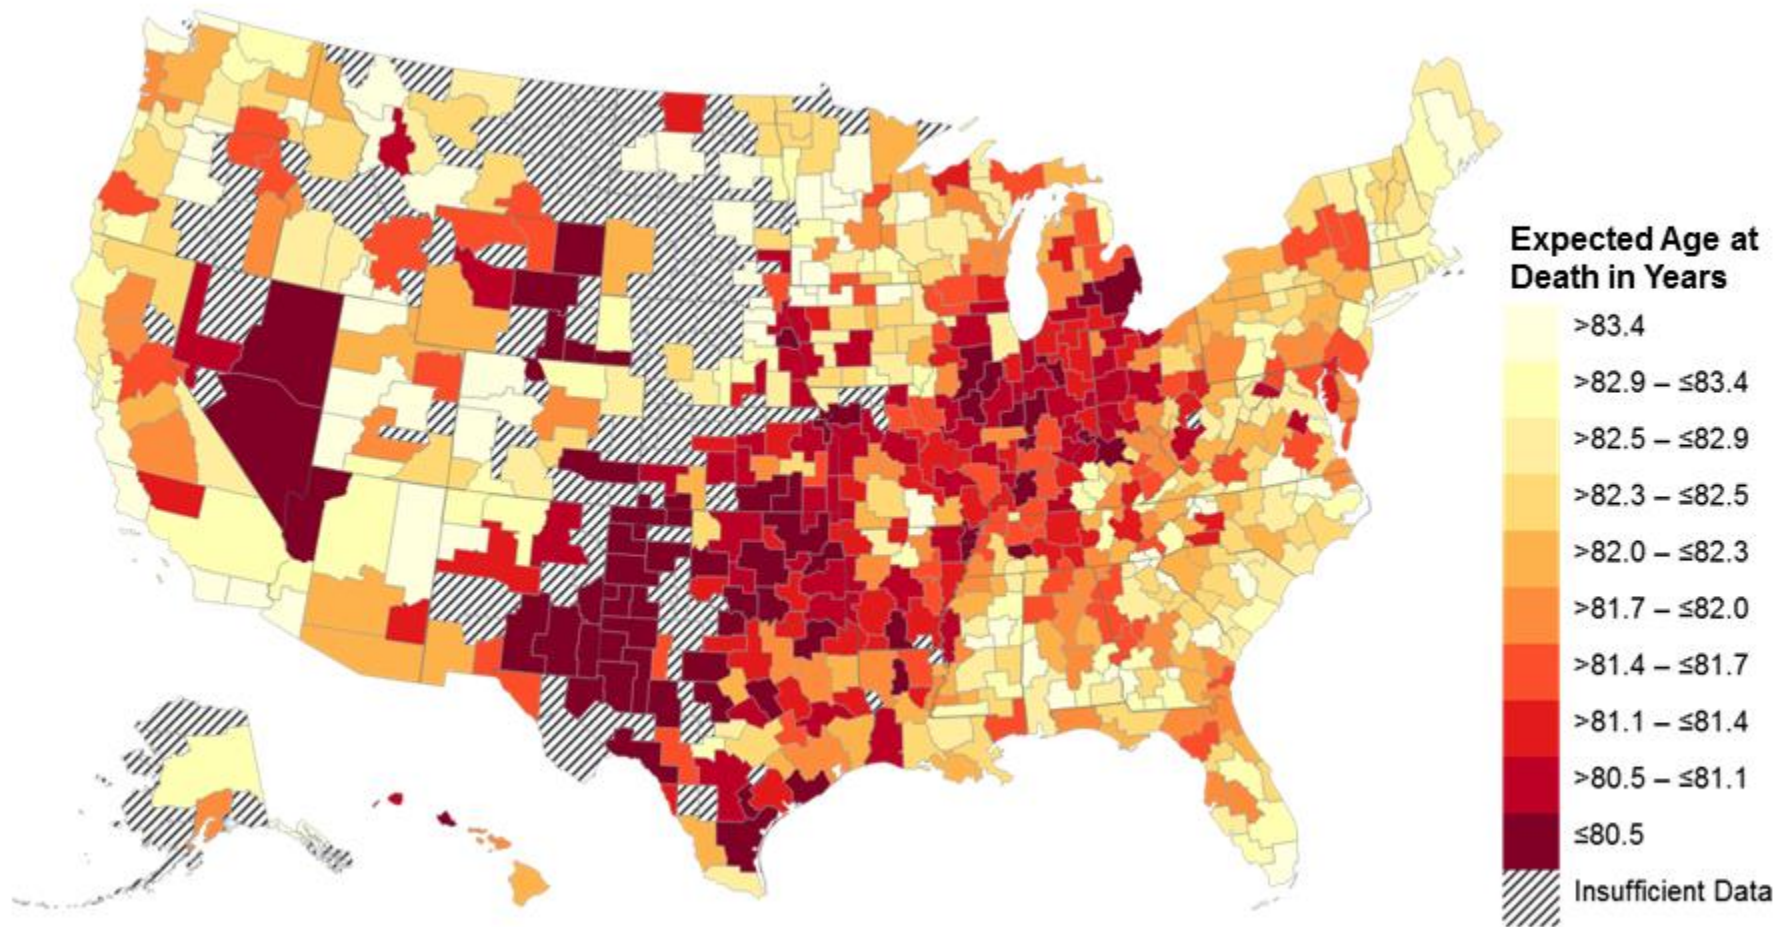 Expected Age at
Death in Years
>83.4
>82.9 – ≤83.4
>82.5 – ≤82.9
>82.3 – ≤82.5
>82.0 – ≤82.3
>81.7 – ≤82.0
>81.4 – ≤81.7
>81.1 – ≤81.4
>80.5 – ≤81.1
≤80.5
Insufficient Data